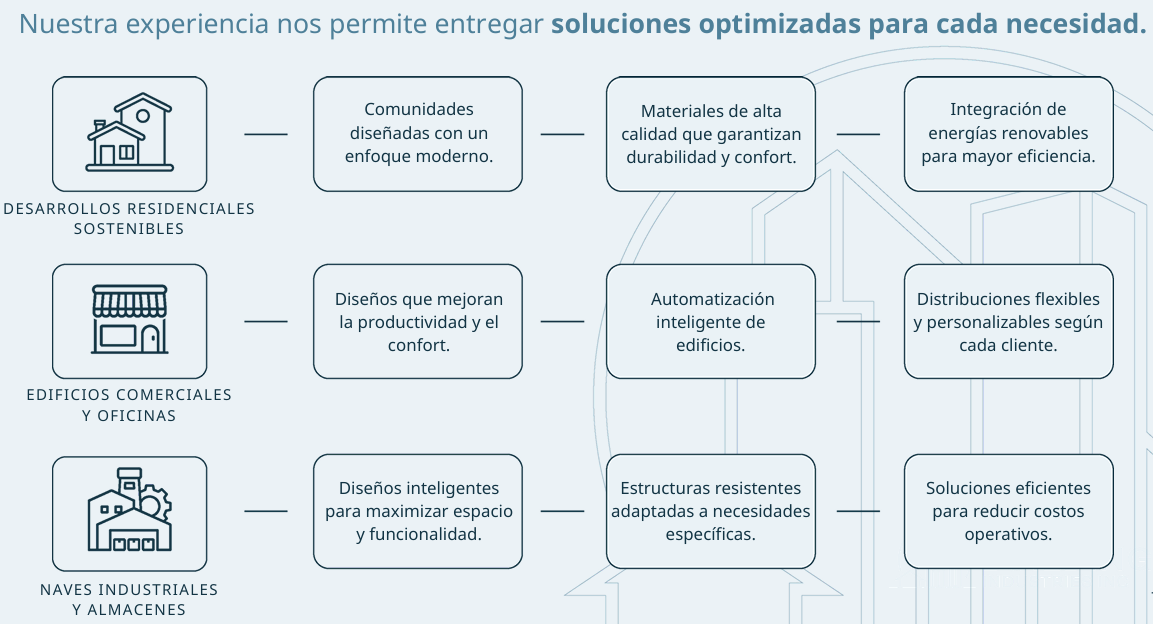 Nuestra experiencia nos permite entregar soluciones optimizadas para cada necesidad.
DESARROLLOS RESIDENCIALES
SOSTENIBLES
Comunidades
diseñadas con un
enfoque moderno.
Materiales de alta
calidad que garantizan
durabilidad y confort.
Integración de
energías renovables
para mayor eficiencia.
EDIFICIOS COMERCIALES
Y OFICINAS
Diseños que mejoran
la productividad y el
confort.
Automatización
inteligente de
edificios.
Distribuciones flexibles
y personalizables según
cada cliente.
NAVES INDUSTRIALES
Y ALMACENES
Diseños inteligentes
para maximizar espacio
y funcionalidad.
Estructuras resistentes
adaptadas a necesidades
específicas.
Soluciones eficientes
para reducir costos
operativos.